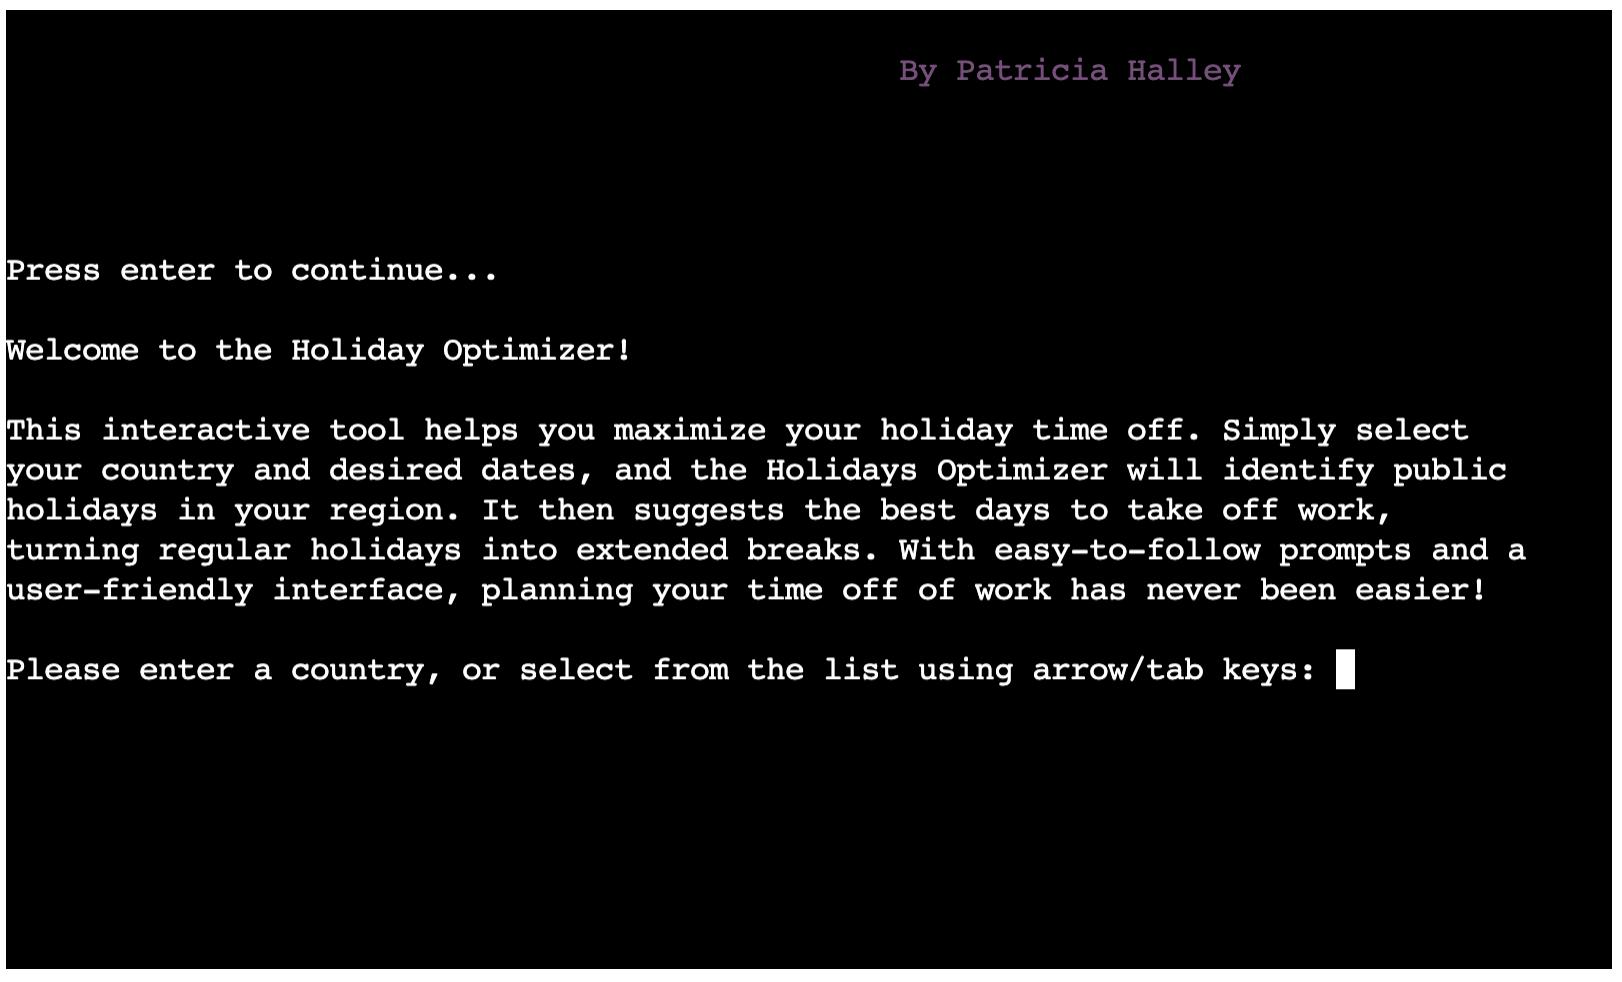 By Patricia Halley
Press enter to continue...
Welcome to the Holiday Optimizer!
This interactive tool helps you maximize your holiday time off. Simply select
your country and desired dates, and the Holidays Optimizer will identify public
holidays in your region. It then suggests the best days to take off work,
turning regular holidays into extended breaks. With easy-to-follow prompts and a
user-friendly interface, planning your time off of work has never been easier!
Please enter a country, or select from the list using arrow/tab keys: